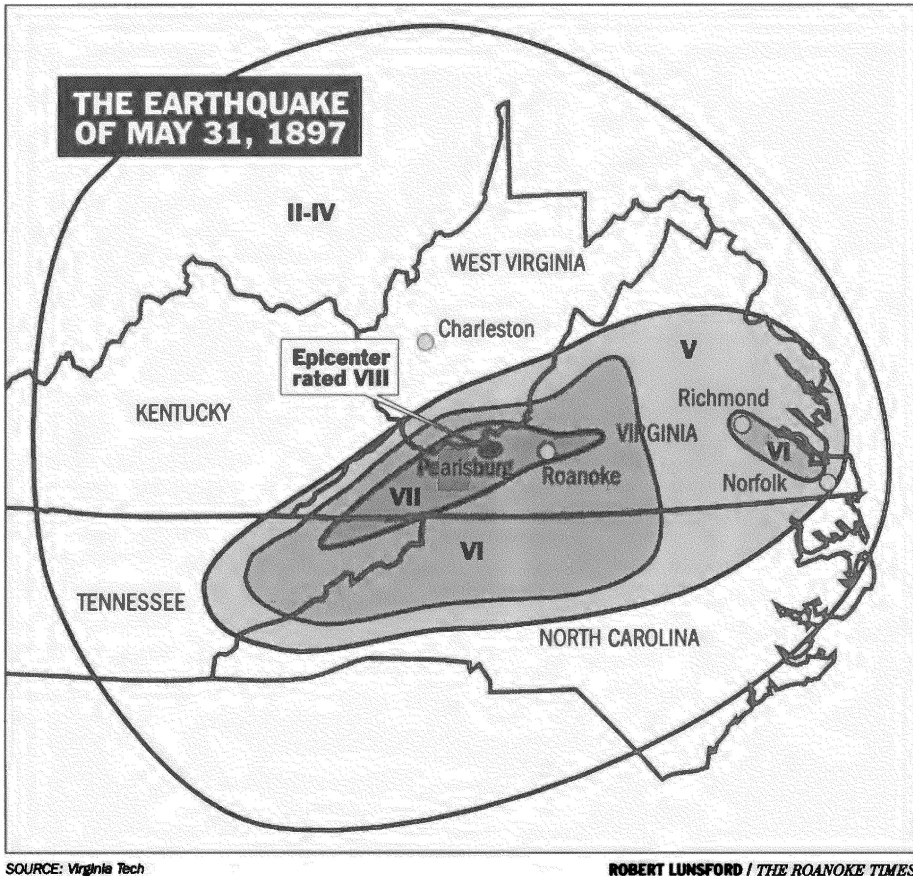 THE EARTHQUAKE
OF MAY 31, 1897
II-IV
WEST VIRGINIA
Charleston
Epicenter
rated VIII
V
KENTUCKY
Richmond
VIRGINIA
VI
Pearisburg
Roanoke
Norfolk
VII
VI
TENNESSEE
NORTH CAROLINA
SOURCE: Virginia Tech
ROBERT LUNSFORD / THE ROANOKE TIMES